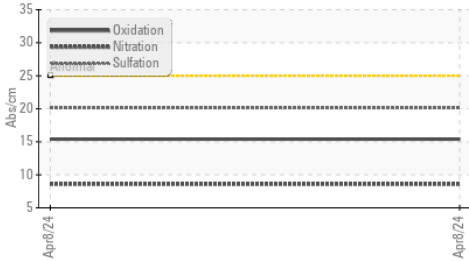 35
30
25
20
15
10
5
Abs/cm
Oxidation
Nitration
Sulfation
Abnormal
Apr8/24
Apr8/24